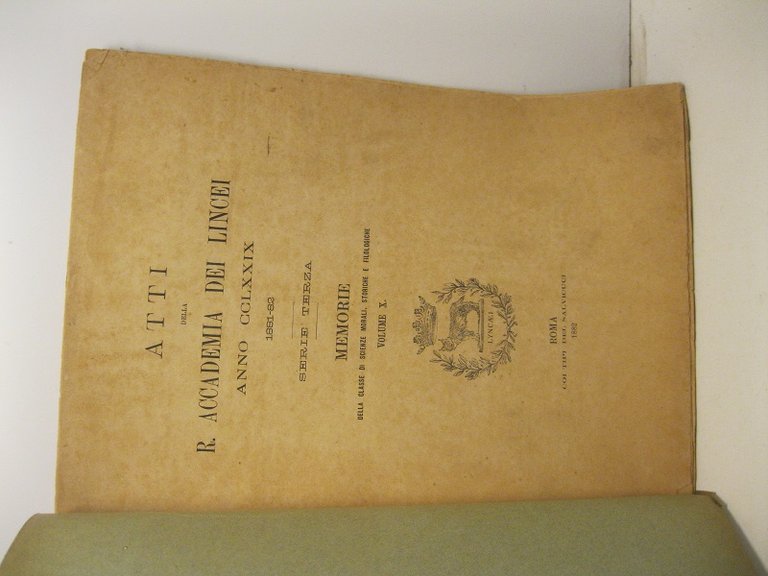 ATTI
DELLA
R. ACCADEMIA DEI LINCEI
ANNO CCLXXIX
1881-82
SERIE TERZA
MEMORIE
DELLA CLASSE DI SCIENZE MORALI, STORICHE E FILOLOGICHE
VOLUME X.
LINCEI
ROMA
COI TIPI DEL SALVIUCCI
1882